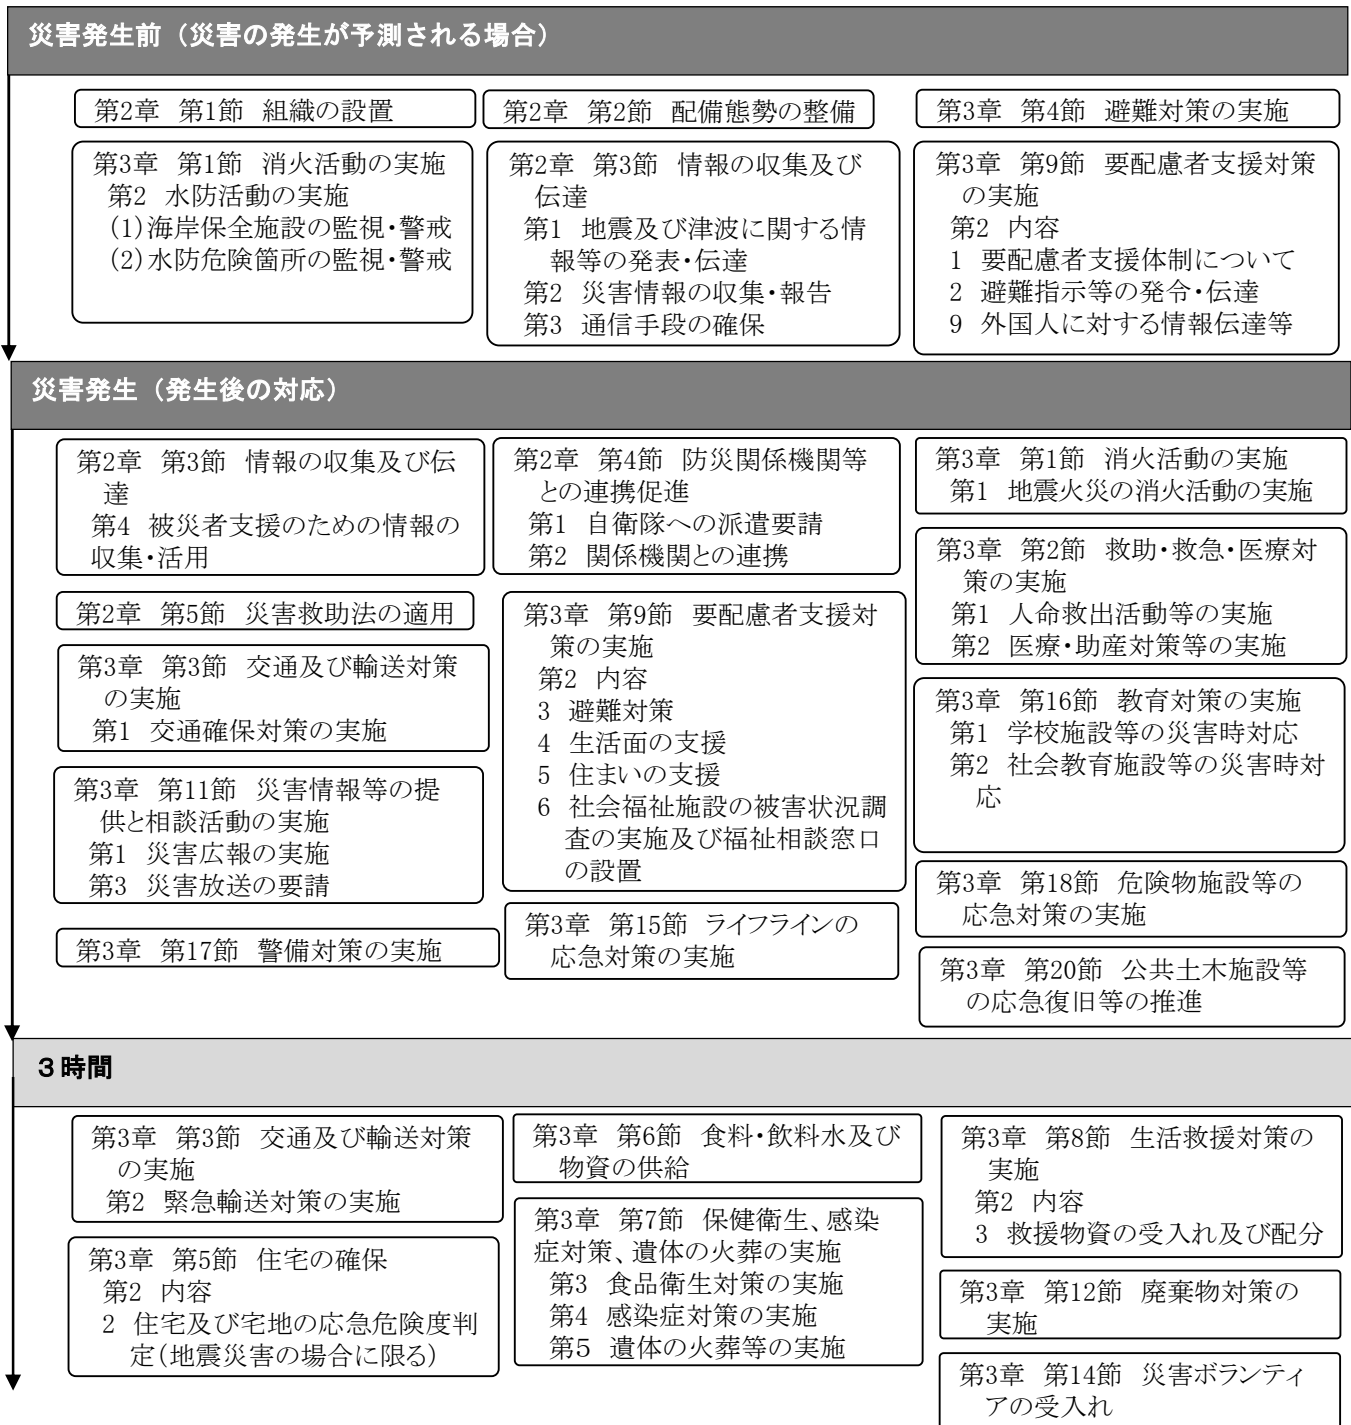 災害発生前（災害の発生が予測される場合）
第2章 第1節 組織の設置
第2章 第2節 配備態勢の整備
第3章 第4節 避難対策の実施
第3章 第1節 消火活動の実施
第2 水防活動の実施
(1)海岸保全施設の監視・警戒
(2)水防危険箇所の監視・警戒
第2章 第3節 情報の収集及び
伝達
第1 地震及び津波に関する情
報等の発表・伝達
第2 災害情報の収集・報告
第3 通信手段の確保
第3章 第9節 要配慮者支援対策
の実施
第2 内容
1 要配慮者支援体制について
2 避難指示等の発令・伝達
9 外国人に対する情報伝達等
災害発生（発生後の対応）
第2章 第3節 情報の収集及び伝
達
第4 被災者支援のための情報の
収集・活用
第2章 第5節 災害救助法の適用
第3章 第3節 交通及び輸送対策
の実施
第1 交通確保対策の実施
第3章 第11節 災害情報等の提
供と相談活動の実施
第1 災害広報の実施
第3 災害放送の要請
第3章 第17節 警備対策の実施
第2章 第4節 防災関係機関等
との連携促進
第1 自衛隊への派遣要請
第2 関係機関との連携
第3章 第9節 要配慮者支援対
策の実施
第2 内容
3 避難対策
4 生活面の支援
5 住まいの支援
6 社会福祉施設の被害状況調
査の実施及び福祉相談窓口
の設置
第3章 第15節 ライフラインの
応急対策の実施
第3章 第1節 消火活動の実施
第1 地震火災の消火活動の実施
第3章 第2節 救助・救急・医療対
策の実施
第1 人命救出活動等の実施
第2 医療・助産対策等の実施
第3章 第16節 教育対策の実施
第1 学校施設等の災害時対応
第2 社会教育施設等の災害時対
応
第3章 第18節 危険物施設等の
応急対策の実施
第3章 第20節 公共土木施設等
の応急復旧等の推進
３時間
第3章 第3節 交通及び輸送対策
の実施
第2 緊急輸送対策の実施
第3章 第5節 住宅の確保
第2 内容
2 住宅及び宅地の応急危険度判
定（地震災害の場合に限る）
第3章 第6節 食料・飲料水及び
物資の供給
第3章 第7節 保健衛生、感染
症対策、遺体の火葬の実施
第3 食品衛生対策の実施
第4 感染症対策の実施
第5 遺体の火葬等の実施
第3章 第8節 生活救援対策の
実施
第2 内容
3 救援物資の受入れ及び配分
第3章 第12節 廃棄物対策の
実施
第3章 第14節 災害ボランティ
アの受入れ